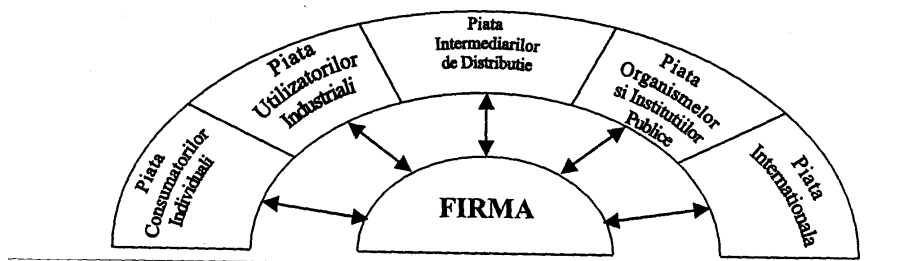 Piata
Consumatorilor
Individuali
Piata
Utilizatorilor
Industriali
Piata
Intermediarilor
de Distributie
Piata
Organismelor
si Institutiilor
Publice
Piata
Internationala
FIRMA